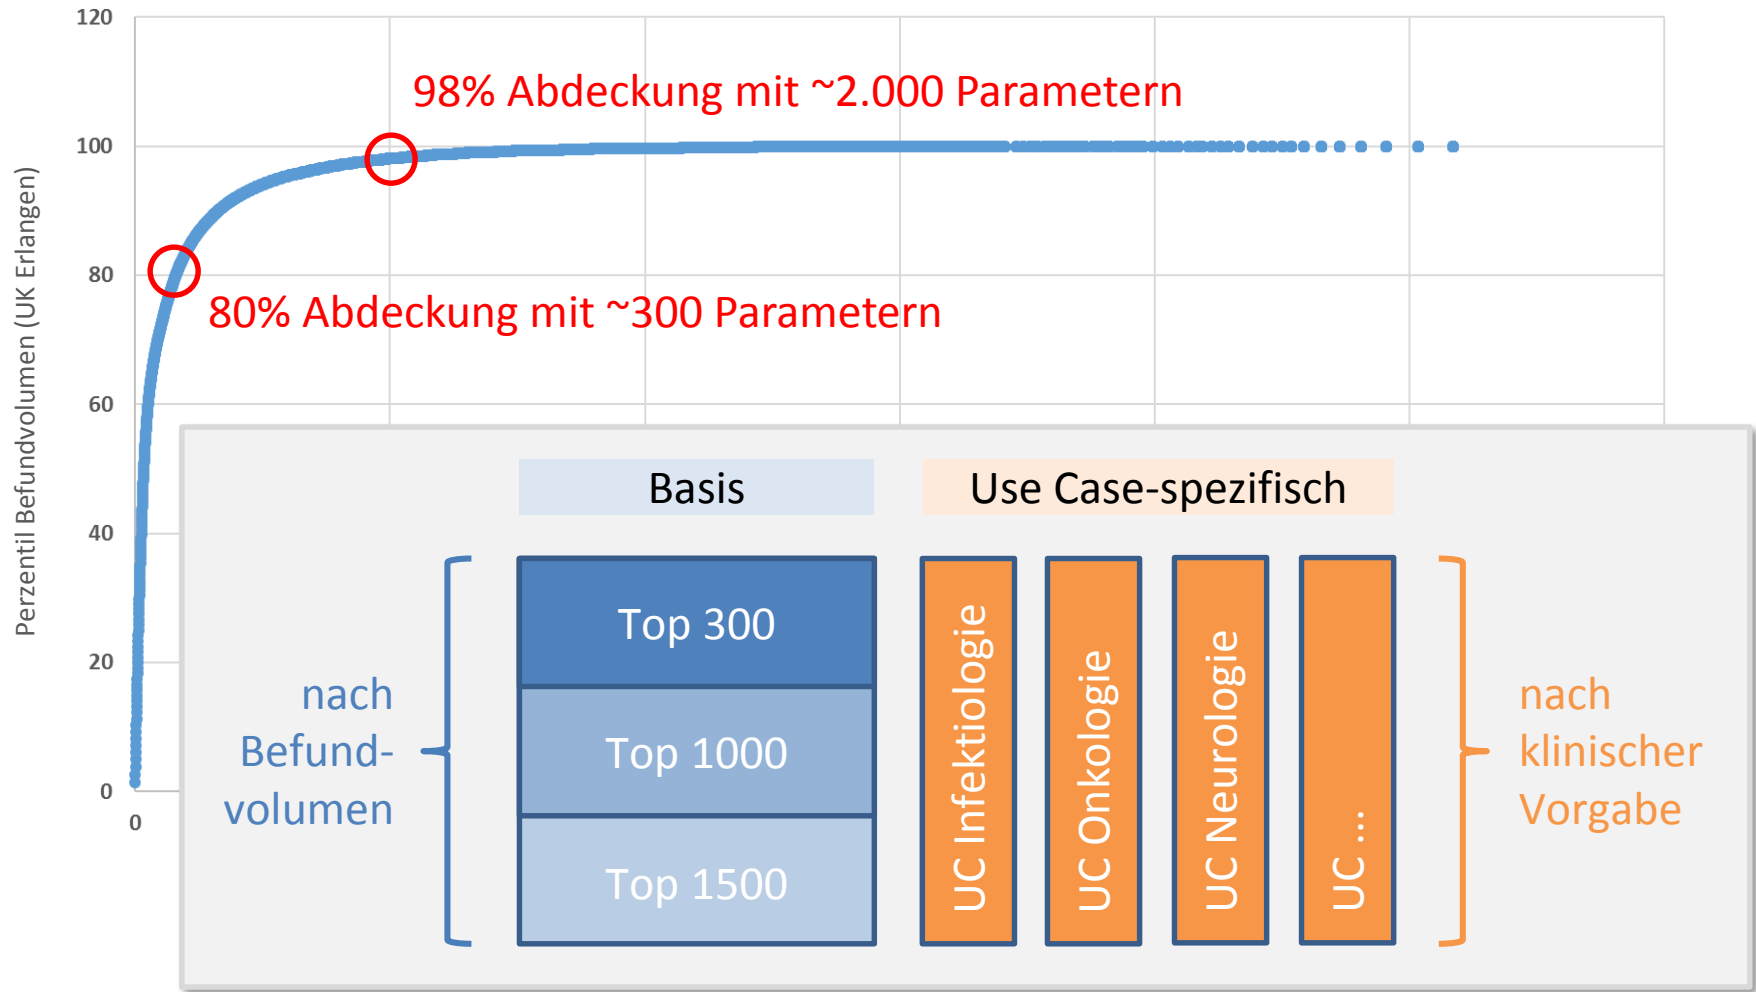 120
98% Abdeckung mit ~2.000 Parametern
100
80
80% Abdeckung mit ~300 Parametern
60
40
20
0
0
Perzentil Befundvolumen (UK Erlangen)
Basis
Use Case-spezifisch
Top 300
Top 1000
Top 1500
nach
Befund-
volumen
UC Infektiologie
UC Onkologie
UC Neurologie
UC ...
nach
klinischer
Vorgabe